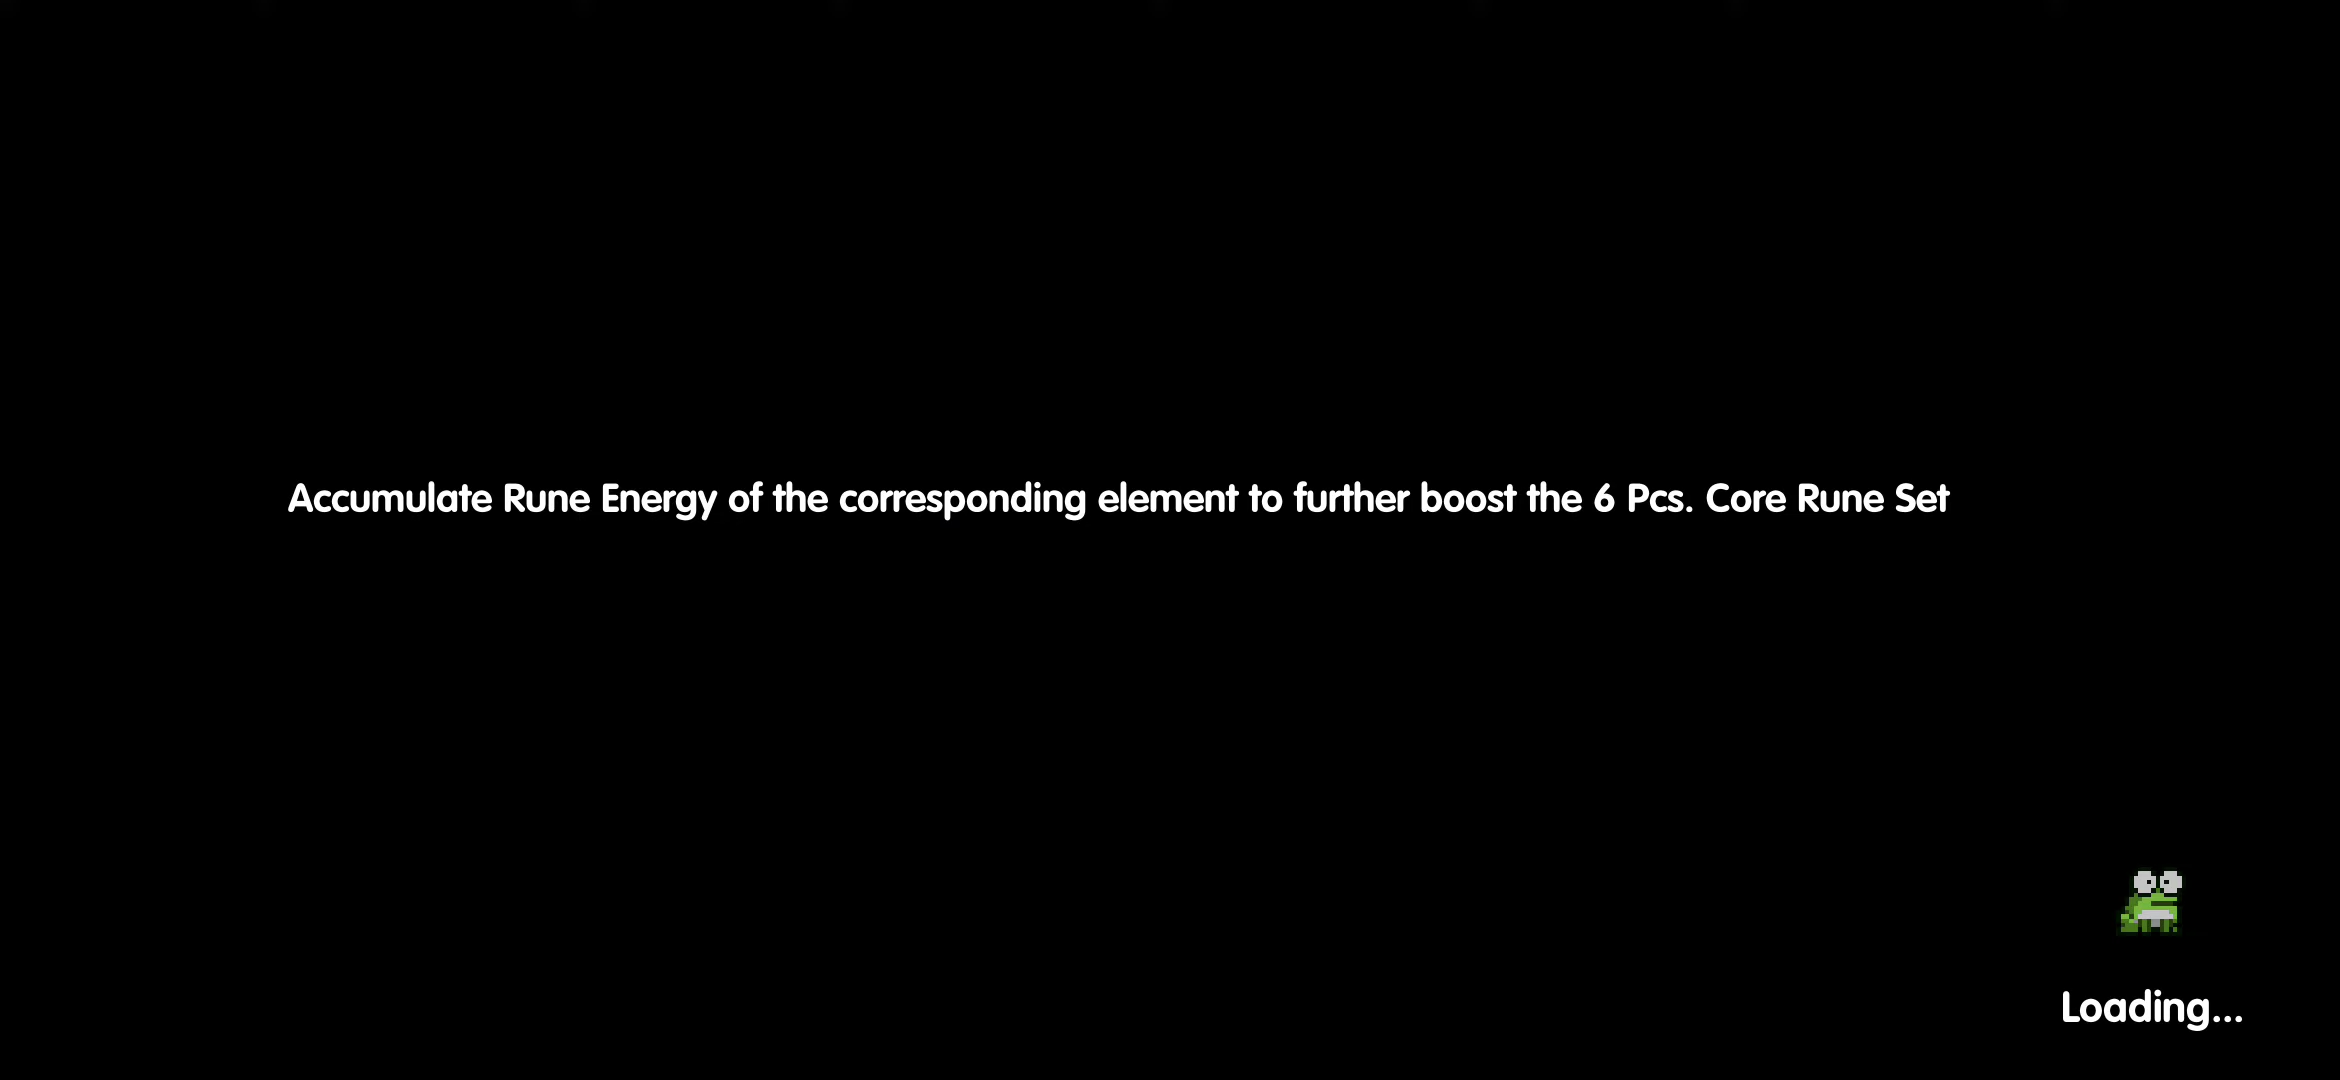 Accumulate Rune Energy of the corresponding element to further boost the 6 Pcs. Core Rune Set
Loading...